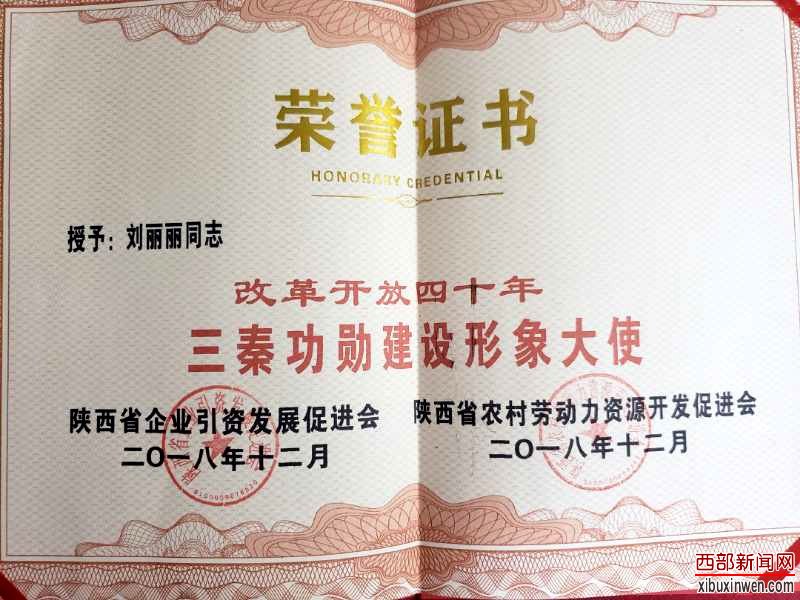 荣誉证书
HONORARY CREDENTIAL
授予：刘丽丽同志
改革开放四十年
三秦功勋建设形象大使
陕西省企业引资发展促进会
二〇一八年十二月
陕西省农村劳动力资源开发促进会
二〇一八年十二月
西部新闻网
xibuxinwen.com